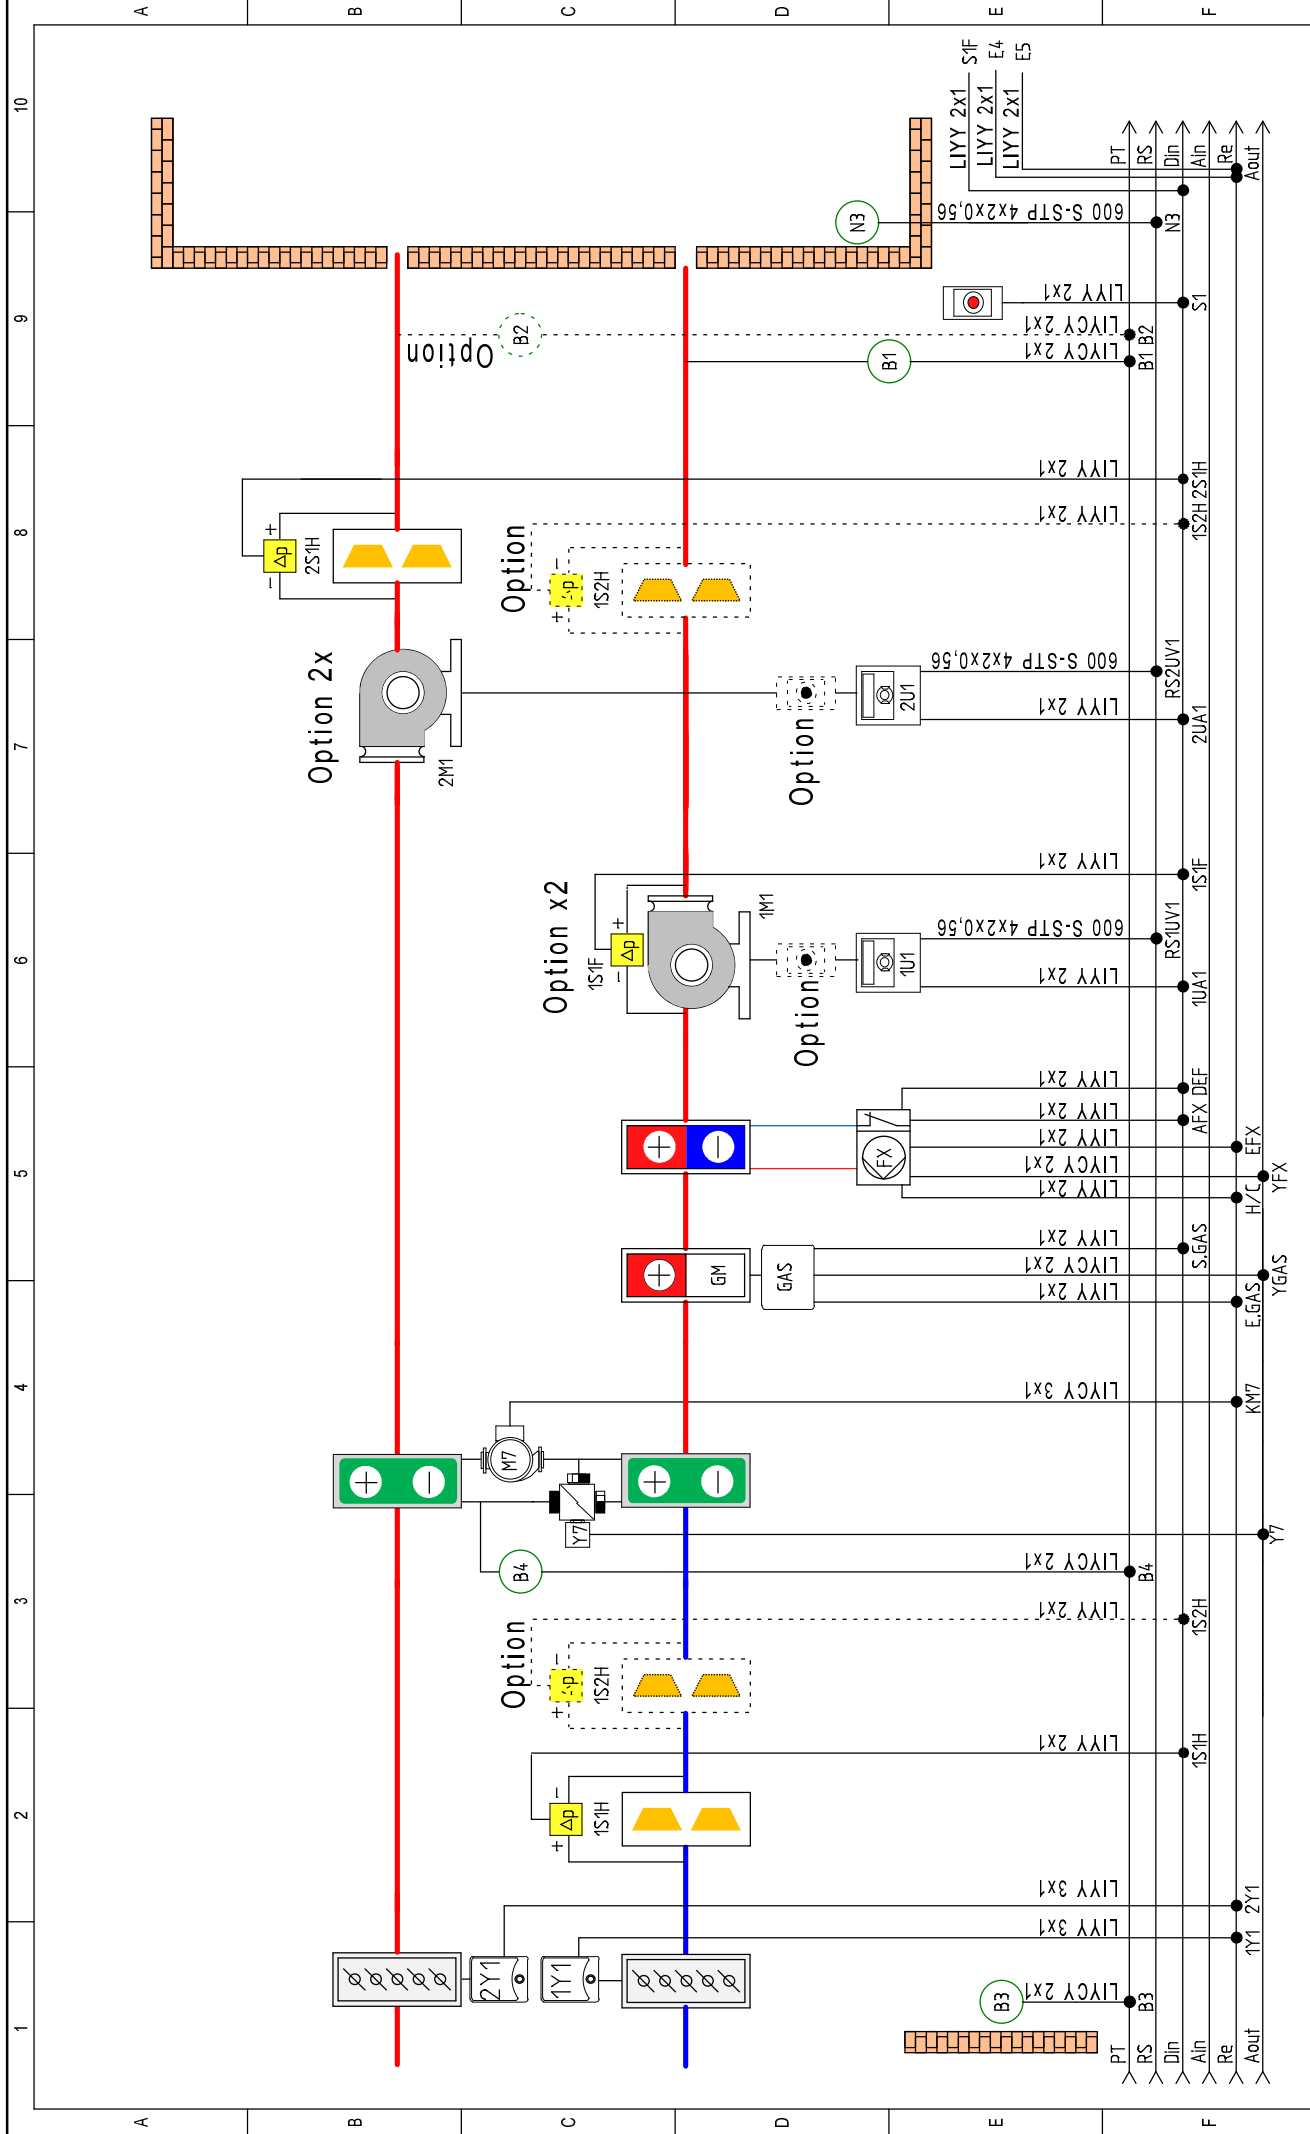 1 2 3 4 5 6 7 8 9 10
A
B
C
D
E
F
A
B
C
D
E
F
Option 2x
2M1
Δp
+
-
2S1H
2Y1
1Y1
M7
Y7
B4
Option
B2
Option
+
-
Δp
1S1H
Option
+
-
Δp
1S2H
Option x2
1S1F
-
+
Δp
1M1
Option
+
-
Δp
1S2H
GM
GAS
FX
Option
1U1
Option
2U1
B1
N3
B3
LIYCY 2x1
LIYY 3x1
LIYY 3x1
LIYY 2x1
LIYY 2x1
LIYCY 2x1
LIYCY 3x1
LIYY 2x1
LIYCY 2x1
LIYY 2x1
LIYY 2x1
LIYCY 2x1
LIYY 2x1
LIYY 2x1
LIYY 2x1
LIYY 2x1
600 S-STP 4x2x0,56
LIYY 2x1
LIYY 2x1
600 S-STP 4x2x0,56
LIYY 2x1
LIYY 2x1
LIYCY 2x1
LIYCY 2x1
LIYY 2x1
600 S-STP 4x2x0,56
LIYY 2x1 S1F
LIYY 2x1 E4
LIYY 2x1 E5
PT
PT
RS B3 B4 B1 B2
RS
Din RS1UV1 RS2UV1 N3
Din
Ain 1S1H 1S2H S.GAS AFX DEF 1UA1 1S1F 2UA1 1S2H 2S1H S1
Ain
Re
Re
Aout 1Y1 2Y1 KM7 E.GAS H/C EFX
Aout
Y7 YGAS YFX